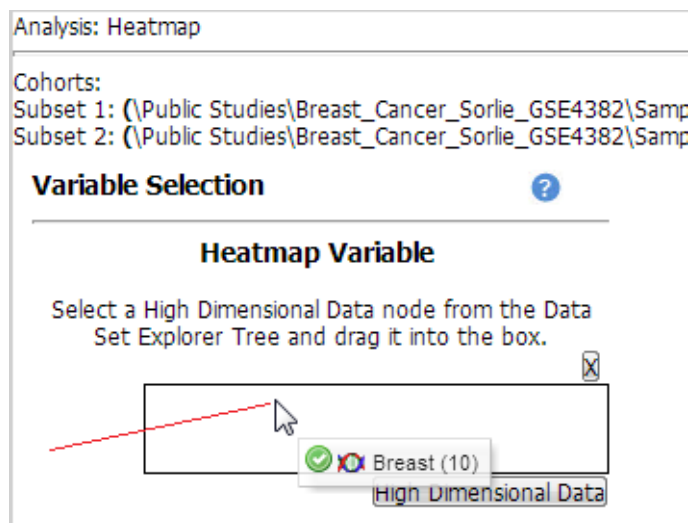 Analysis: Heatmap
Cohorts:
Subset 1: (\Public Studies\Breast_Cancer_Sorlie_GSE4382\Samp
Subset 2: (\Public Studies\Breast_Cancer_Sorlie_GSE4382\Samp
Variable Selection ?
Heatmap Variable
Select a High Dimensional Data node from the Data
Set Explorer Tree and drag it into the box.
X
Breast (10)
High Dimensional Data